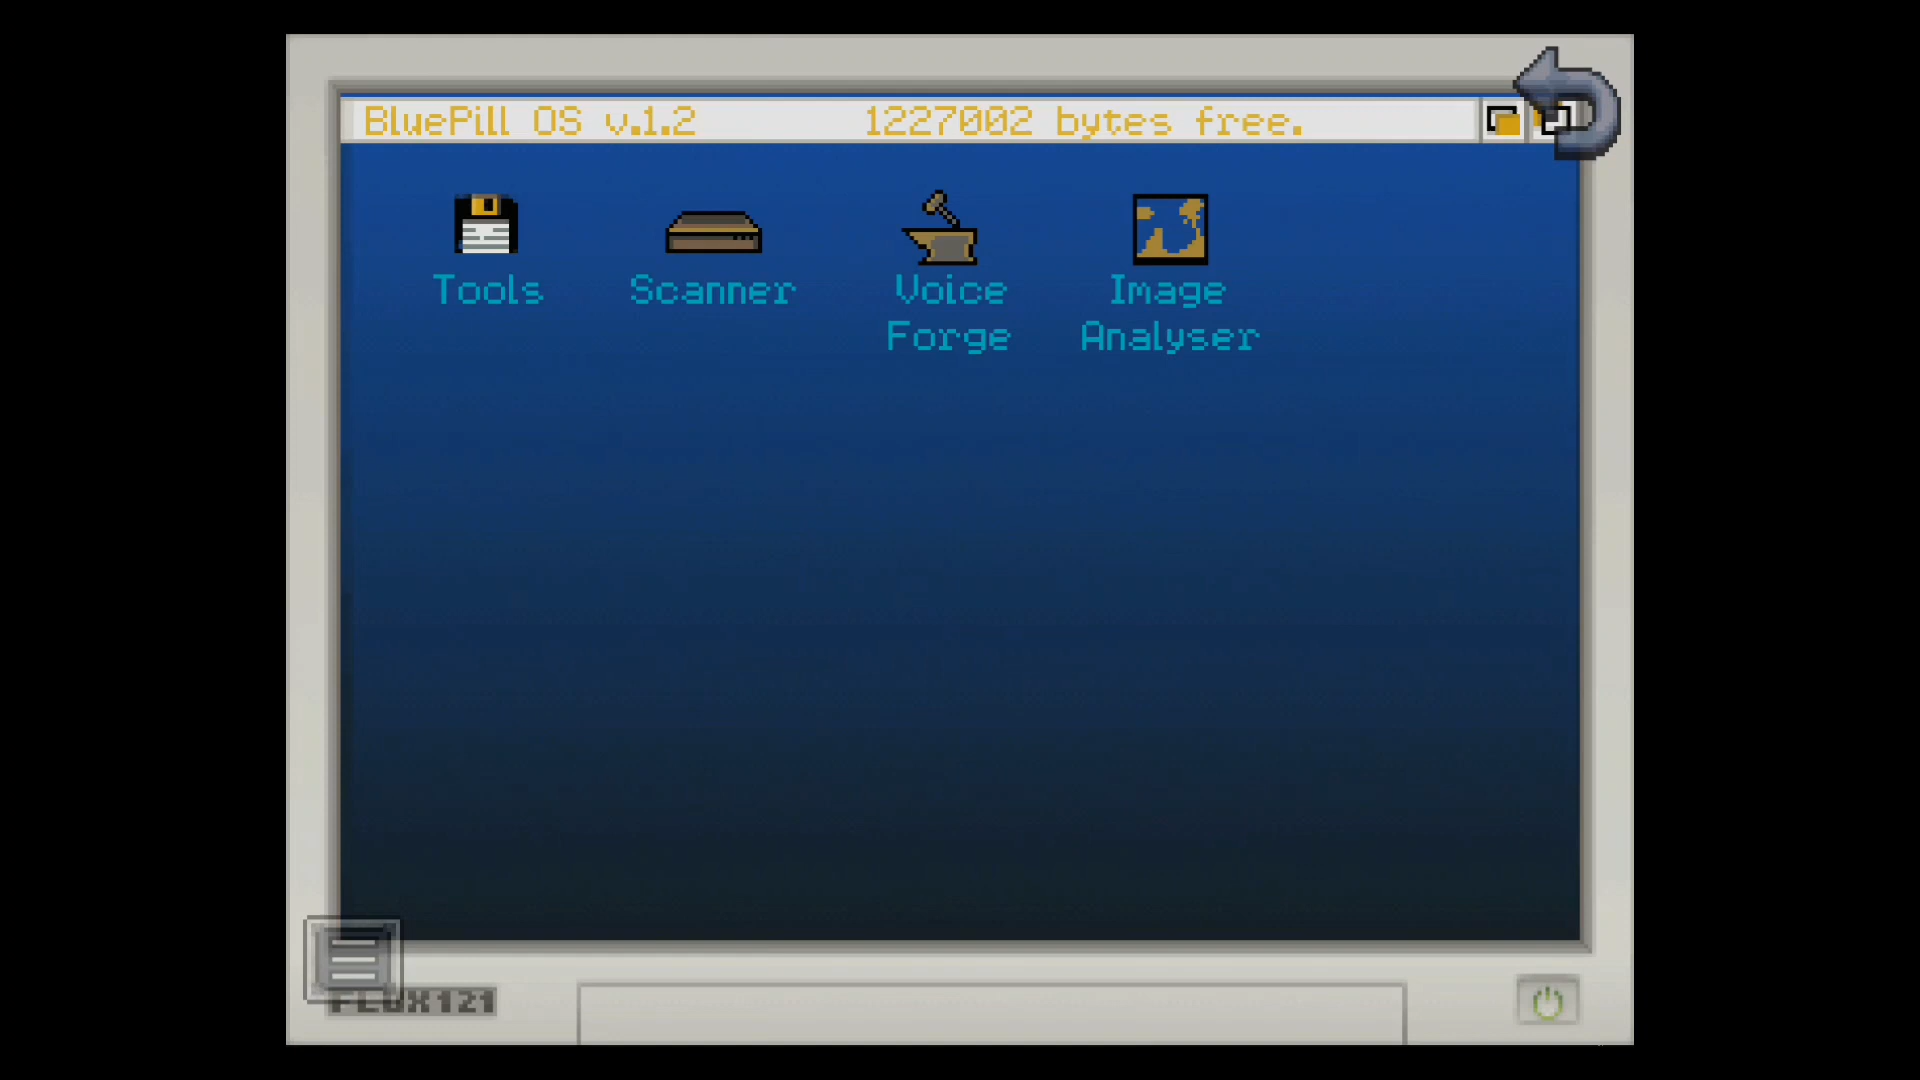 BluePill OS v.1.2 1227002 bytes free.
Tools Scanner Voice Forge Image Analyser
FLUX121